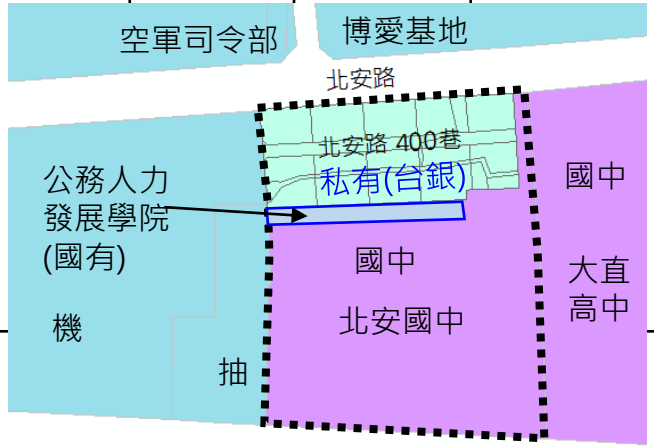 空軍司令部
博愛基地
北安路
北安路 400巷
私有(台銀)
公務人力
發展學院
(國有)
國中
國中
大直
高中
北安國中
機
抽